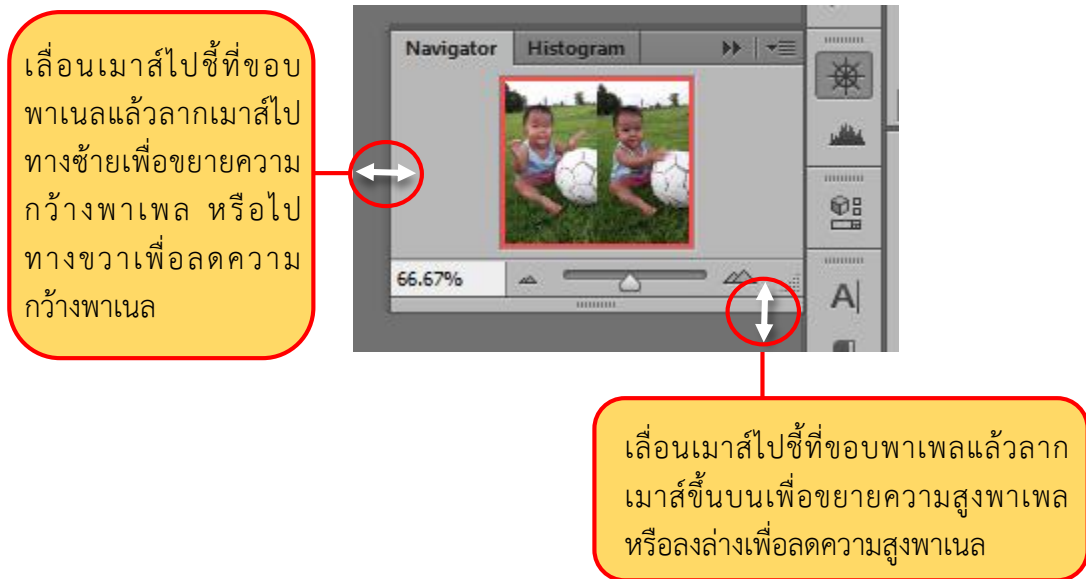 เลื่อนเมาส์ไปชี้ที่ขอบ
พาเนลแล้วลากเมาส์ไป
ทางซ้ายเพื่อขยายความ
กว้างพาเพล หรือไป
ทางขวาเพื่อลดความ
กว้างพาเนล
Navigator Histogram
66.67%
A
เลื่อนเมาส์ไปชี้ที่ขอบพาเพลแล้วลาก
เมาส์ขึ้นบนเพื่อขยายความสูงพาเพล
หรือลงล่างเพื่อลดความสูงพาเนล